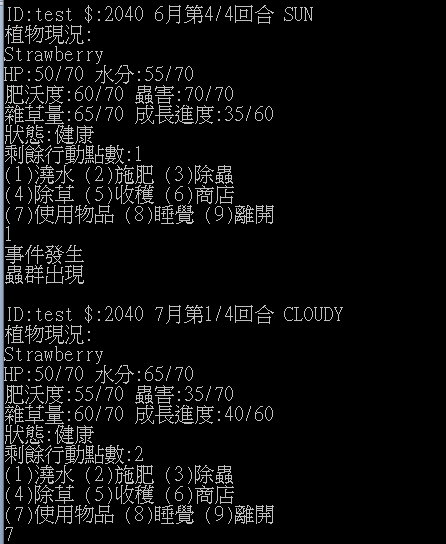 ID:test $:2040 6月第4/4回合 SUN
植物現況:
Strawberry
HP:50/70 水分:55/70
肥沃度:60/70 蟲害:70/70
雜草量:65/70 成長進度:35/60
狀態:健康
剩餘行動點數:1
(1)澆水 (2)施肥 (3)除蟲
(4)除草 (5)收穫 (6)商店
(7)使用物品 (8)睡覺 (9)離開
1
事件發生
蟲群出現
ID:test $:2040 7月第1/4回合 CLOUDY
植物現況:
Strawberry
HP:50/70 水分:65/70
肥沃度:55/70 蟲害:35/70
雜草量:60/70 成長進度:40/60
狀態:健康
剩餘行動點數:2
(1)澆水 (2)施肥 (3)除蟲
(4)除草 (5)收穫 (6)商店
(7)使用物品 (8)睡覺 (9)離開
7